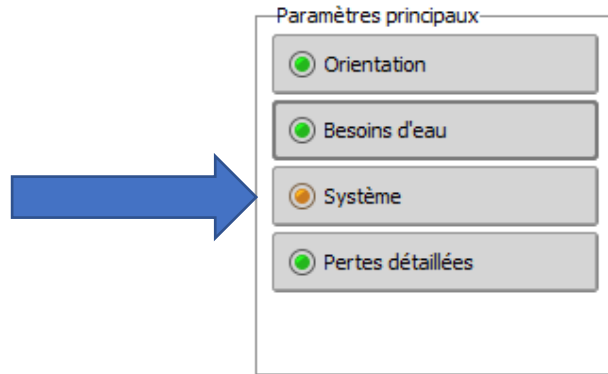 Paramètres principaux
Orientation
Besoins d'eau
Système
Pertes détaillées